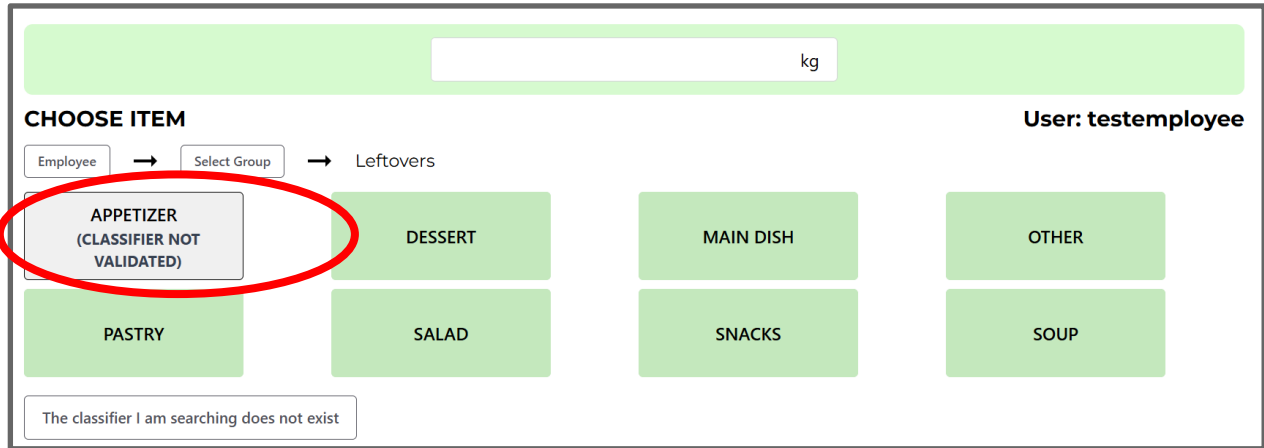 kg
CHOOSE ITEM
User: testemployee
Employee → Select Group → Leftovers
APPETIZER
(CLASSIFIER NOT
VALIDATED)
DESSERT
MAIN DISH
OTHER
PASTRY
SALAD
SNACKS
SOUP
The classifier I am searching does not exist